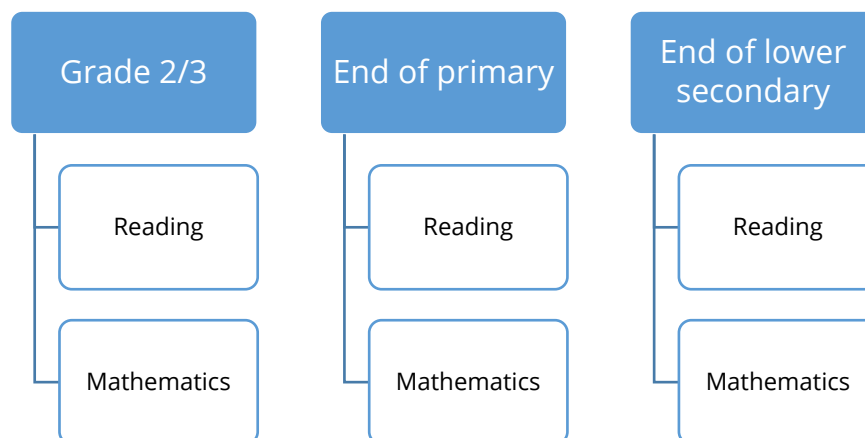 Grade 2/3
Reading
Mathematics
End of primary
Reading
Mathematics
End of lower
secondary
Reading
Mathematics